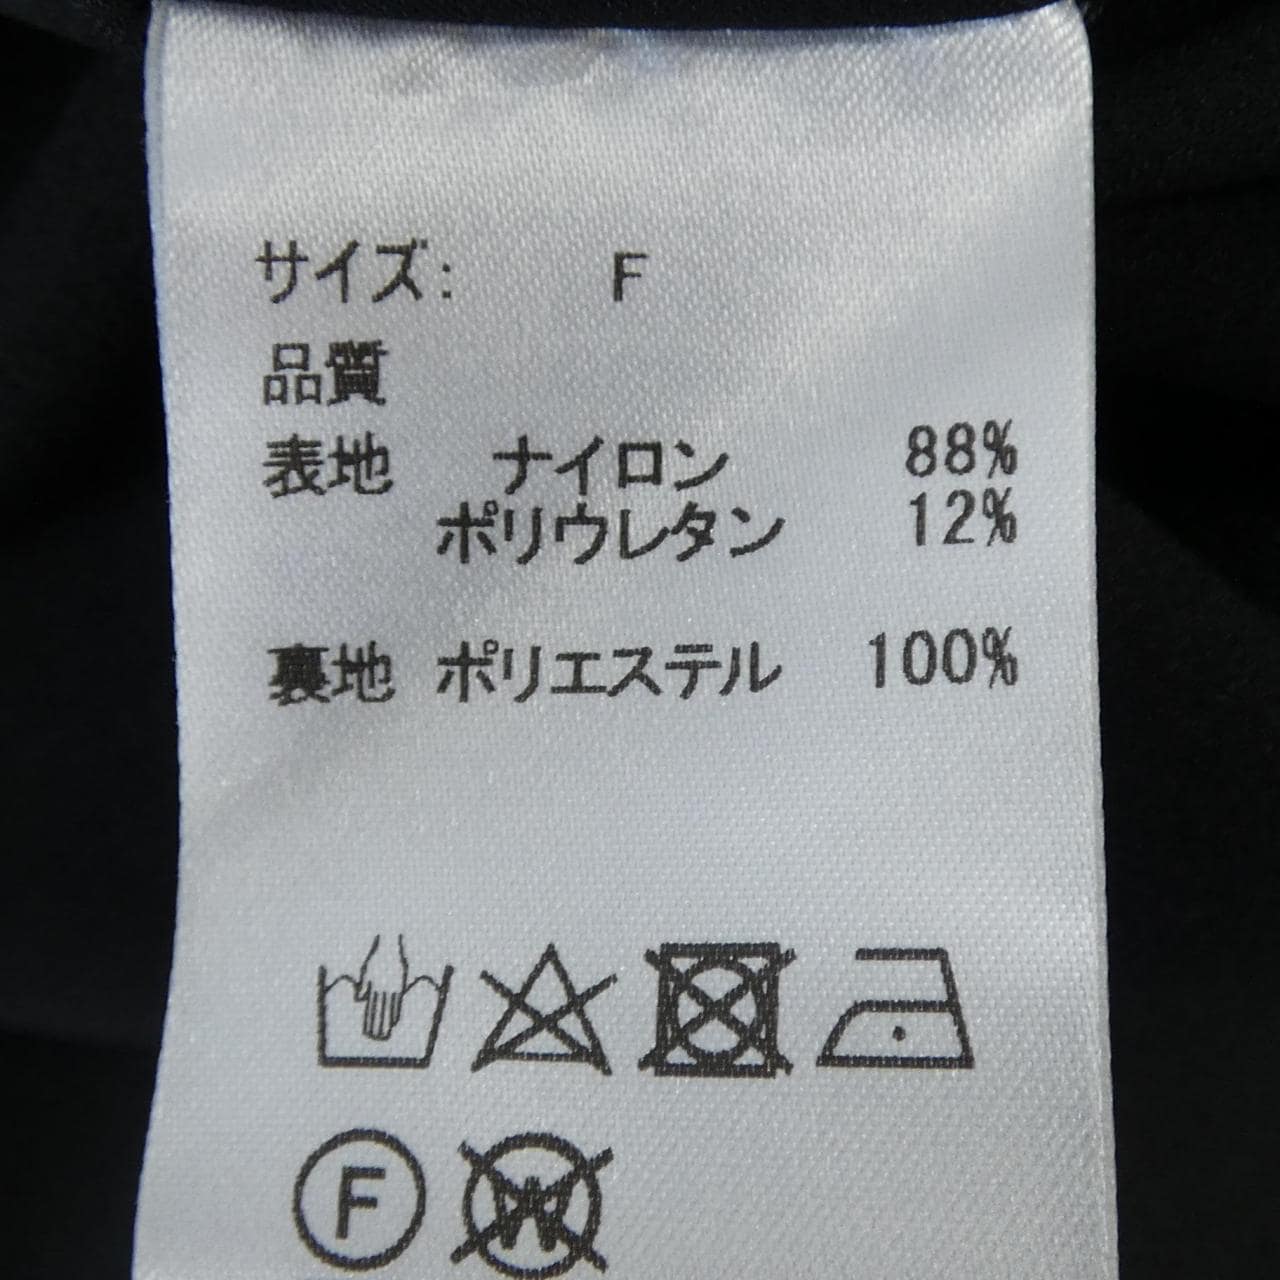 サイズ: F
品質
表地 ナイロン 88%
ポリウレタン 12%
裏地 ポリエステル 100%
F
W